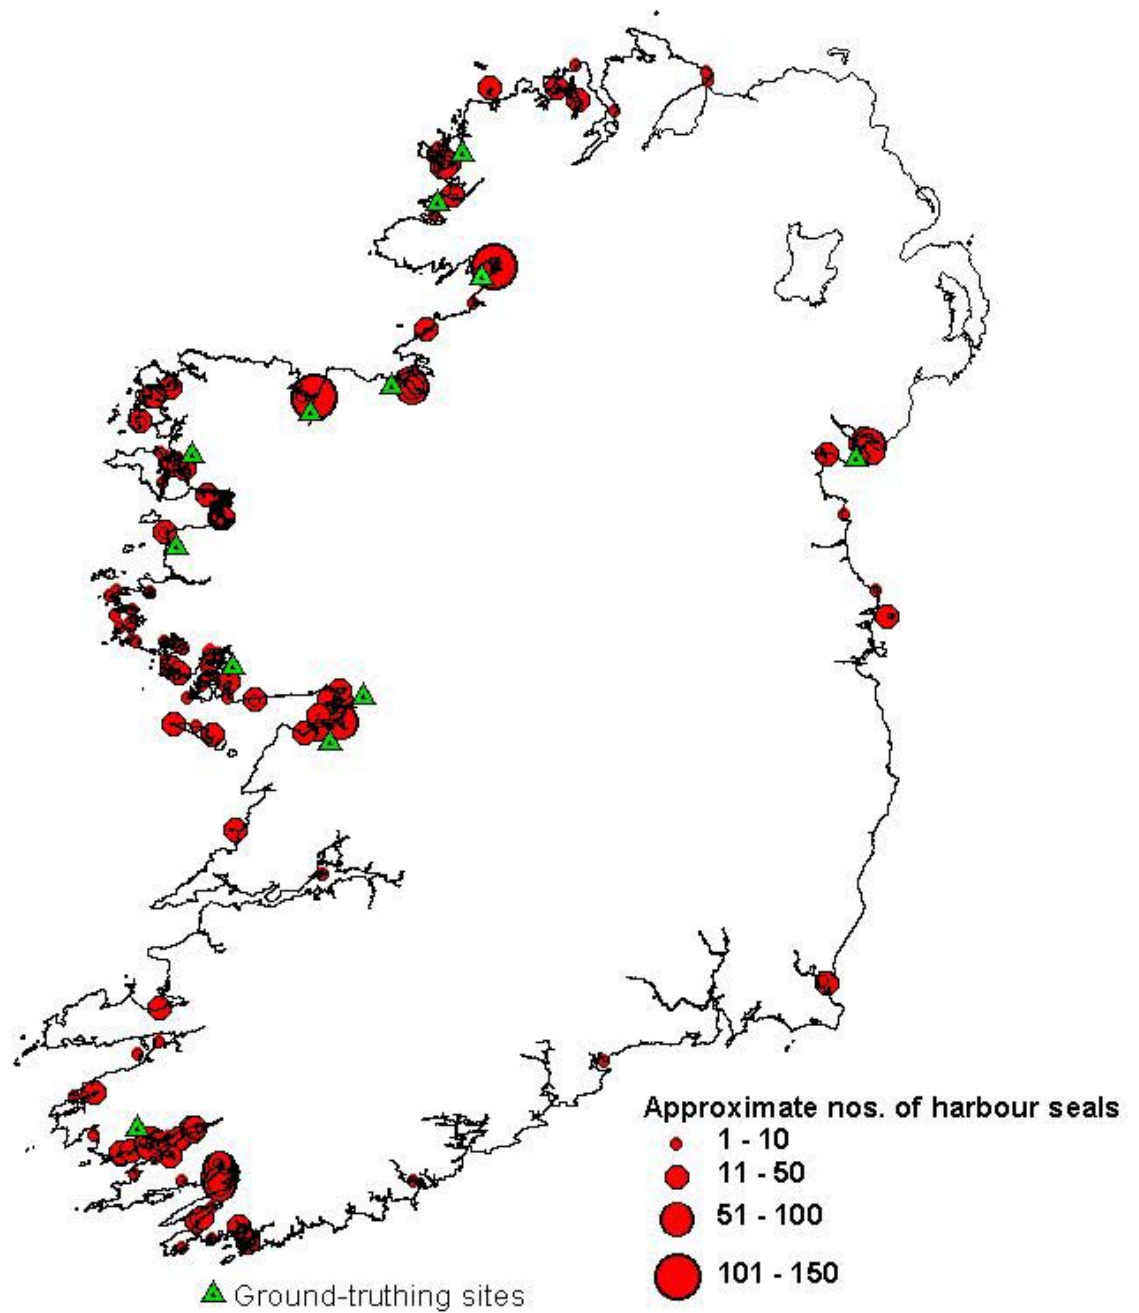 Approximate nos. of harbour seals
1 - 10
11 - 50
51 - 100
101 - 150
Ground-truthing sites